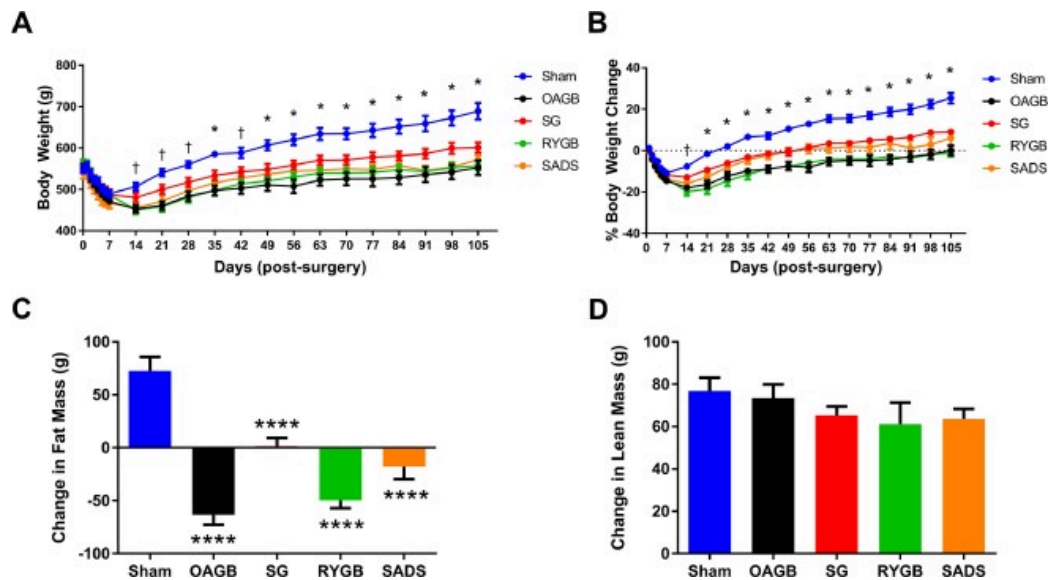 A
800
700
600
500
400
Body Weight (g)
† † † * † * * * * * * * * *
0 7 14 21 28 35 42 49 56 63 70 77 84 91 98 105
Days (post-surgery)
Sham
OAGB
SG
RYGB
SADS
B
40
20
0
-20
-40
% Body Weight Change
† * * * * * * * * * * * * *
0 7 14 21 28 35 42 49 56 63 70 77 84 91 98 105
Days (post-surgery)
Sham
OAGB
SG
RYGB
SADS
C
100
50
0
-50
-100
Change in Fat Mass (g)
****
****
****
****
Sham OAGB SG RYGB SADS
D
100
80
60
40
20
0
Change in Lean Mass (g)
Sham OAGB SG RYGB SADS